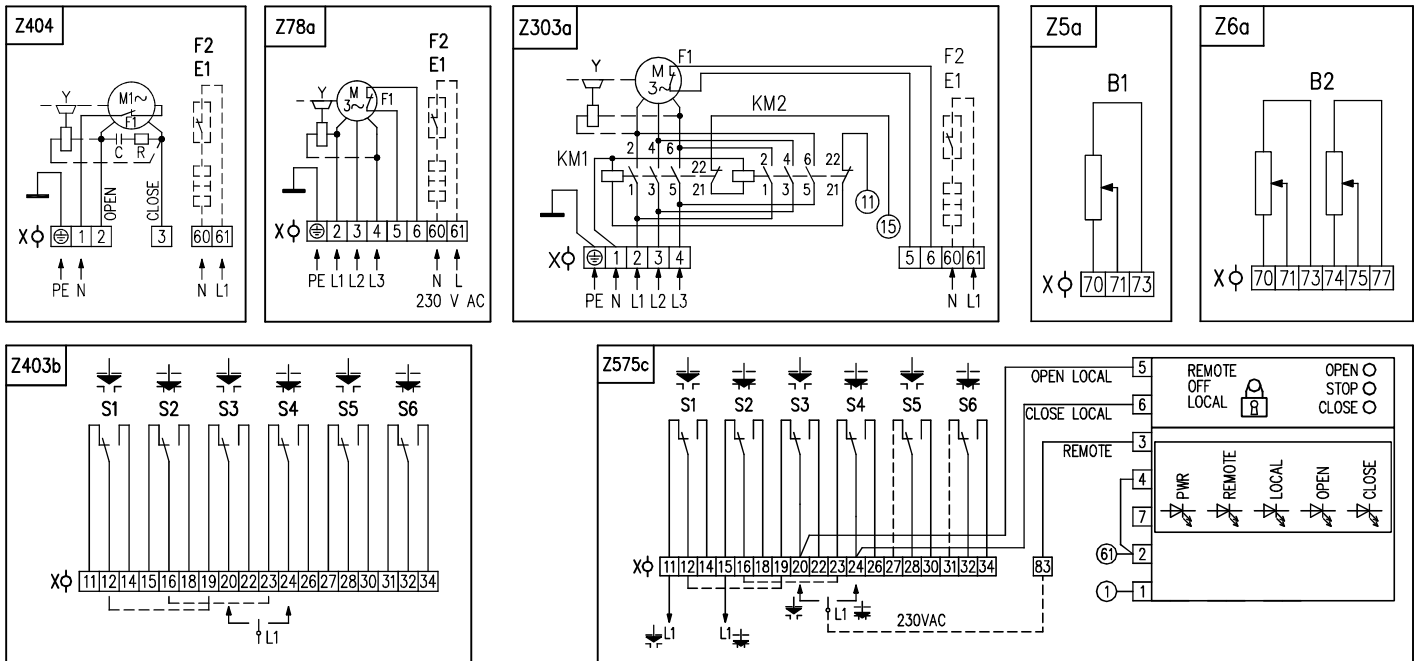 Z404
F2
E1
Y
M1~
F1
C R
OPEN
CLOSE
X 1 2 3 60 61
PE N N L1
Z78a
F2
E1
Y
M
3~
F1
X 2 3 4 5 6 60 61
PE L1 L2 L3 N L
230 V AC
Z303a
F1
F2
E1
Y
M
3~
KM2
2 4 6
KM1
22
2 4 6 22
1 3 5 21 1 3 5 21
11
15
X 1 2 3 4 5 6 60 61
PE N L1 L2 L3 N L1
Z5a
B1
X 70 71 73
Z6a
B2
X 70 71 73 74 75 77
Z403b
S1 S2 S3 S4 S5 S6
X 11 12 14 15 16 18 19 20 22 23 24 26 27 28 30 31 32 34
L1
Z575c
S1 S2 S3 S4 S5 S6
OPEN LOCAL
CLOSE LOCAL
REMOTE
X 11 12 14 15 16 18 19 20 22 23 24 26 27 28 30 31 32 34 83
L1 L1 L1
230VAC
5
6
3
4
7
61 2
1 1
REMOTE
OFF
LOCAL
OPEN
STOP
CLOSE
PWR
REMOTE
LOCAL
OPEN
CLOSE